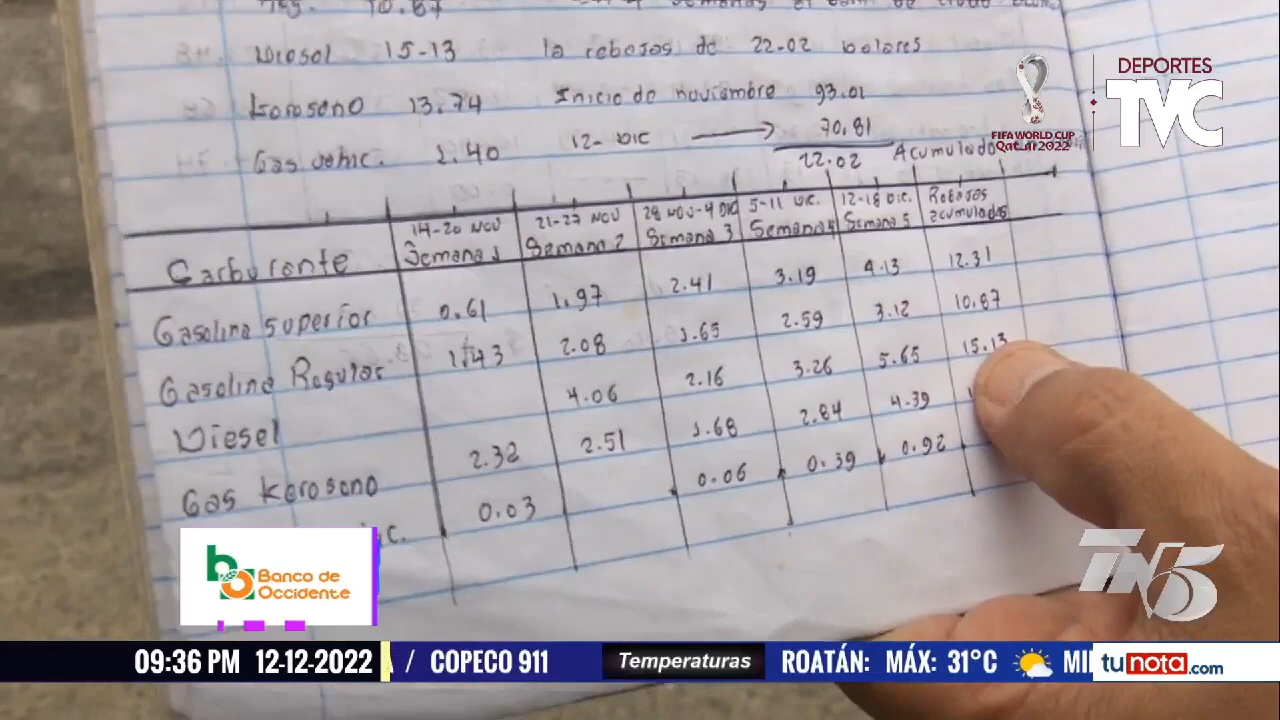 10.87
Diesel 15-13 la rebajas de 22-02 Dolares
Keroseno 13.74 Inicio de noviembre 93.01
Gas vehic. 1.40 12- DIC 70.81
22.02 Acumulado
Carburante 14-20 NOV Semana 1 21-27 NOV Semana 2 28 NOV-4 DIC Semana 3 5-11 DIC. Semana 4 12-18 DIC. Semana 5 Rebajas acumuladas
Gasolina superior 0.61 1.97 2.41 3.19 4.13 12.31
Gasolina Regular 1.43 2.08 1.65 2.59 3.12 10.87
Diesel 4.06 2.16 3.26 5.65 15.13
Gas Keroseno 2.32 2.51 1.68 2.84 4.39
c. 0.03 0.06 0.39 0.92
DEPORTES
TVC
FIFA WORLD CUP
Qatar2022
Banco de
Occidente
TN5
09:36 PM 12-12-2022 / COPECO 911 Temperaturas ROATÁN: MÁX: 31°C
tunota.com